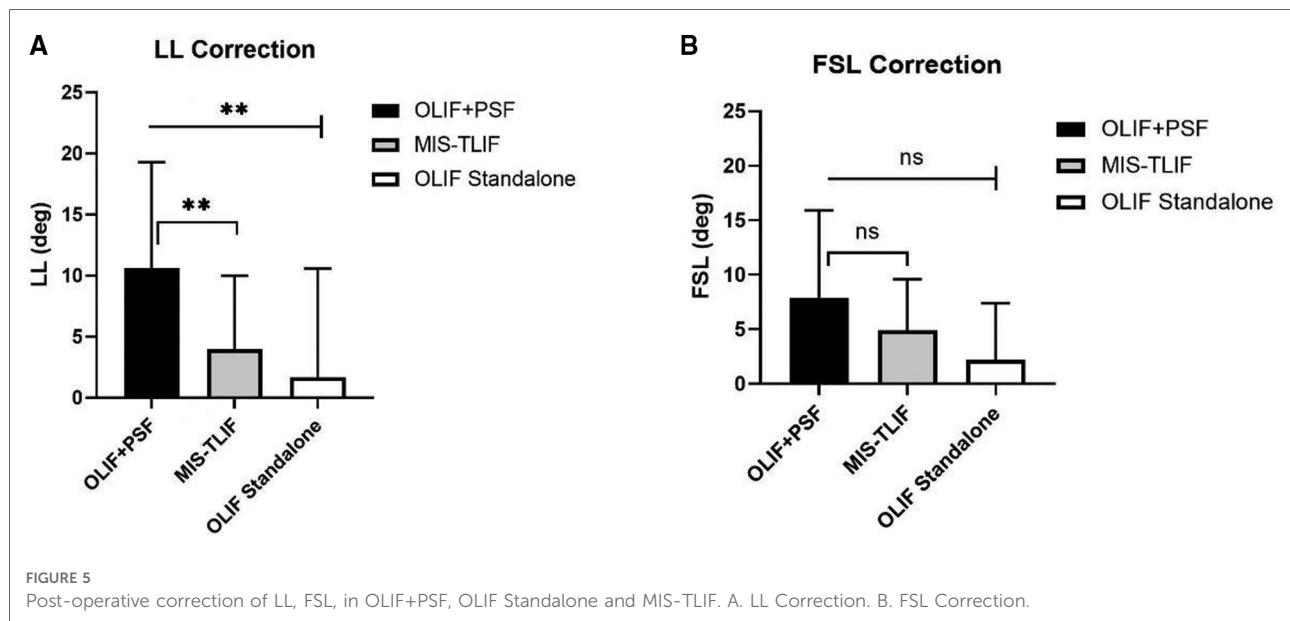 A
LL Correction
LL (deg)
25
20
15
10
5
0
**
**
OLIF+PSF
MIS-TLIF
OLIF Standalone
OLIF+PSF
MIS-TLIF
OLIF Standalone
B
FSL Correction
FSL (deg)
25
20
15
10
5
0
ns
ns
OLIF+PSF
MIS-TLIF
OLIF Standalone
OLIF+PSF
MIS-TLIF
OLIF Standalone
FIGURE 5
Post-operative correction of LL, FSL, in OLIF+PSF, OLIF Standalone and MIS-TLIF. A. LL Correction. B. FSL Correction.